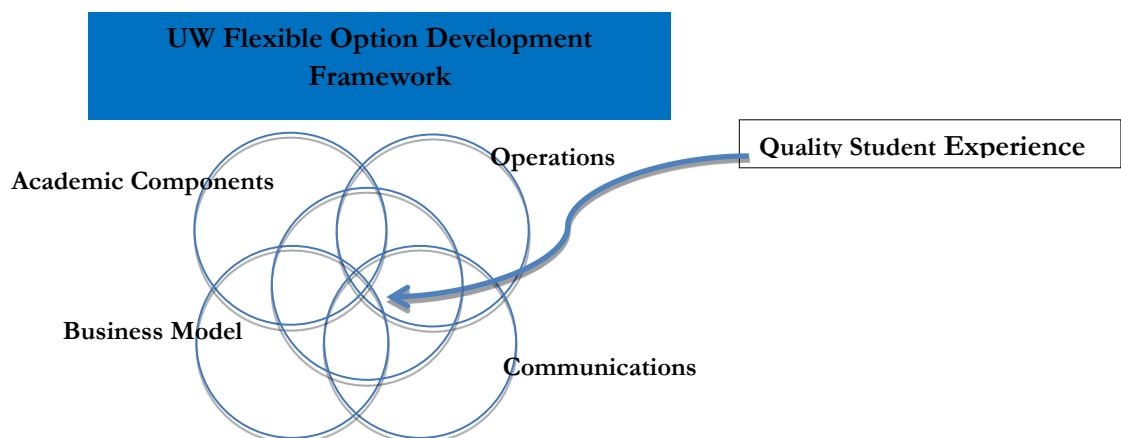 UW Flexible Option Development
Framework
Operations
Quality Student Experience
Academic Components
Business Model
Communications